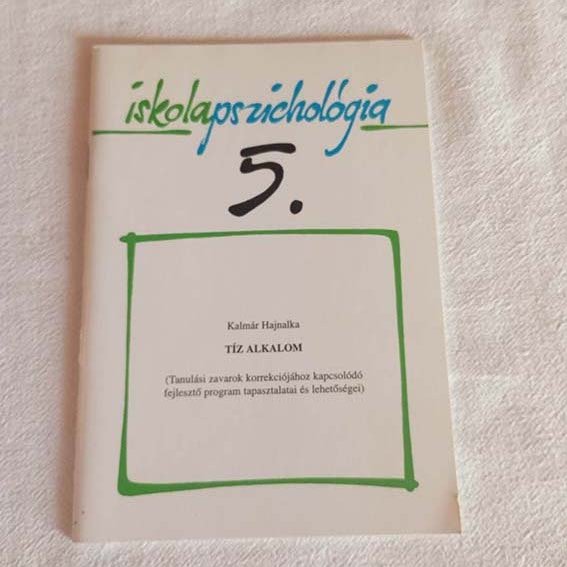 iskolapszichológia
5.
Kalmár Hajnalka
TÍZ ALKALOM
(Tanulási zavarok korrekciójához kapcsolódó
fejlesztő program tapasztalatai és lehetőségei)